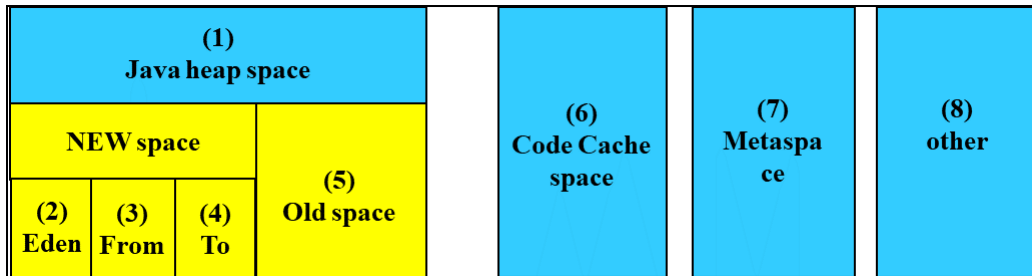 (1)
Java heap space
NEW space
(2)
Eden
(3)
From
(4)
To
(5)
Old space
(6)
Code Cache
space
(7)
Metaspa
ce
(8)
other